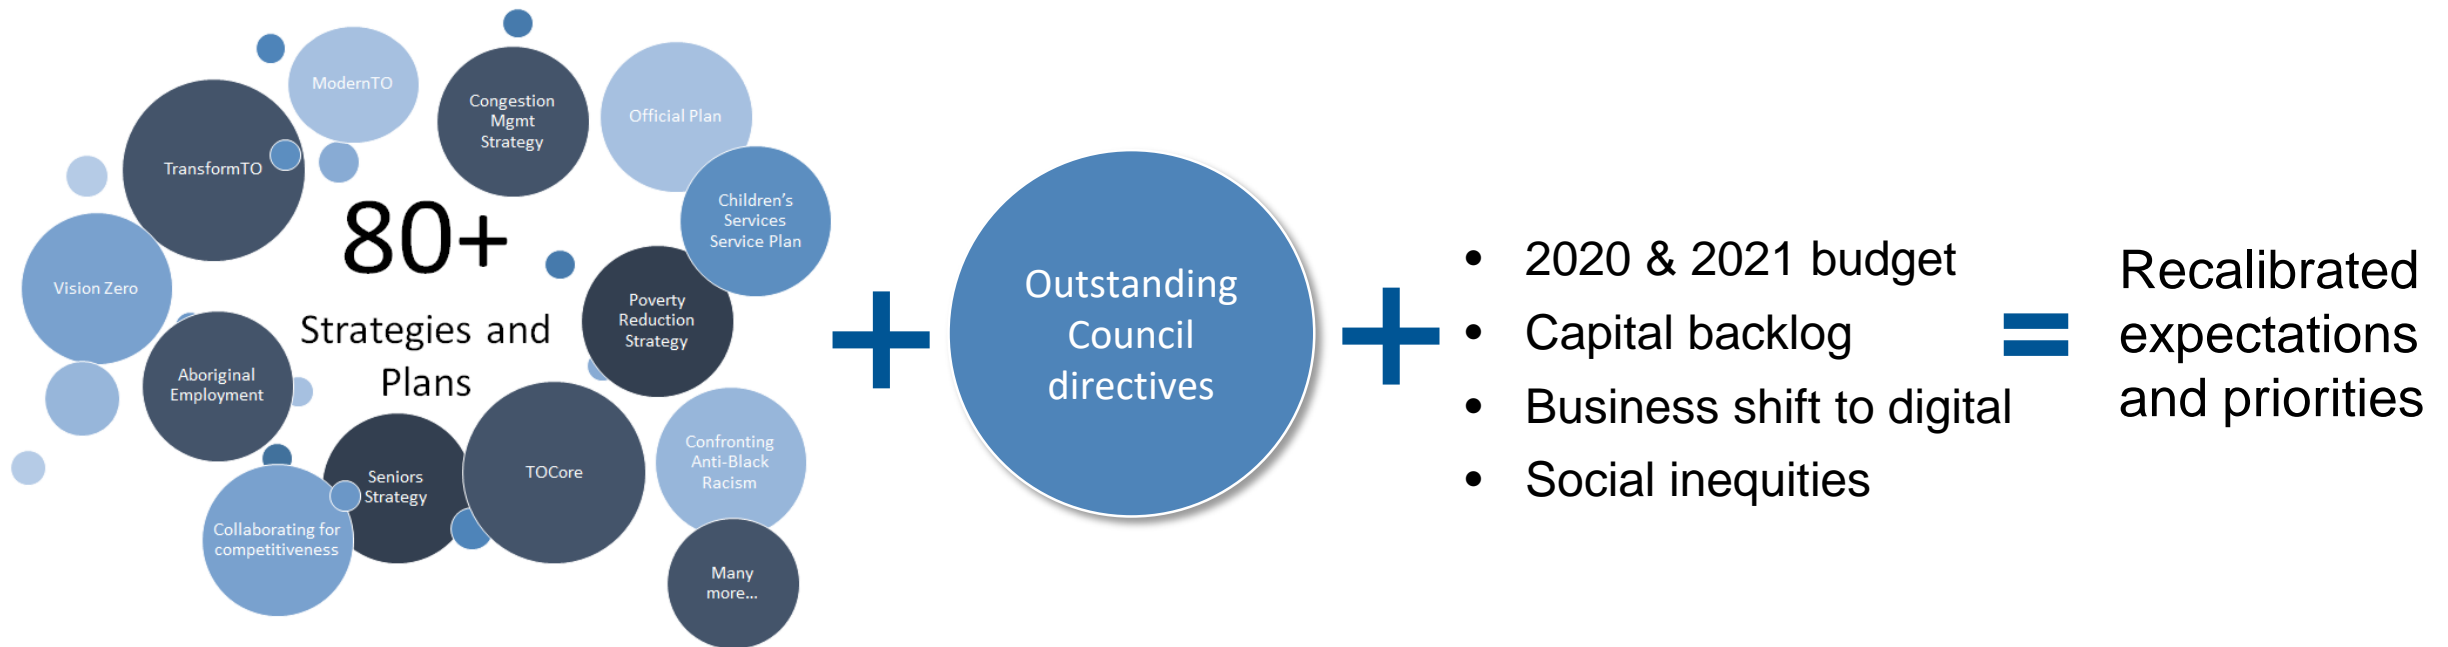 ModernTO
Congestion
Mgmt
Strategy
Official Plan
TransformTO
Children's
Services
Service Plan
80+
Strategies and
Plans
Vision Zero
Poverty
Reduction
Strategy
Aboriginal
Employment
Seniors
Strategy
TOCore
Confronting
Anti-Black
Racism
Collaborating for
competitiveness
Many
more...
+
Outstanding
Council
directives
+
• 2020 & 2021 budget
• Capital backlog
• Business shift to digital
• Social inequities
=
Recalibrated
expectations
and priorities